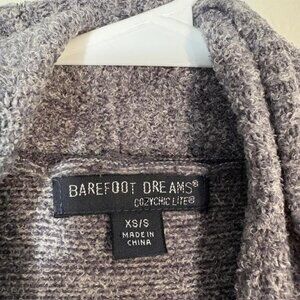 BAREFOOT DREAMS®
COZYCHIC LITE®
XS/S
MADE IN
CHINA